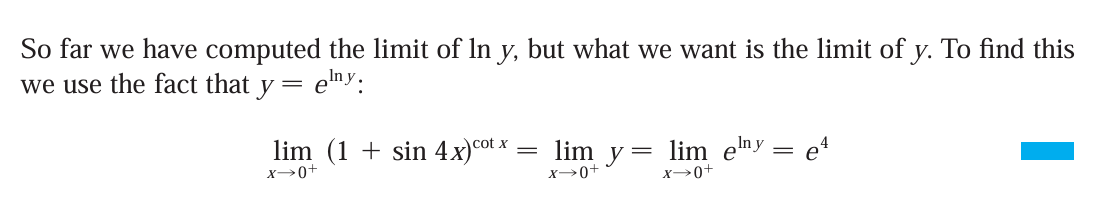 So far we have computed the limit of ln y, but what we want is the limit of y. To find this
we use the fact that y = e^{ln y}:
lim_{x→0⁺} (1 + sin 4x)^{cot x} = lim_{x→0⁺} y = lim_{x→0⁺} e^{ln y} = e⁴